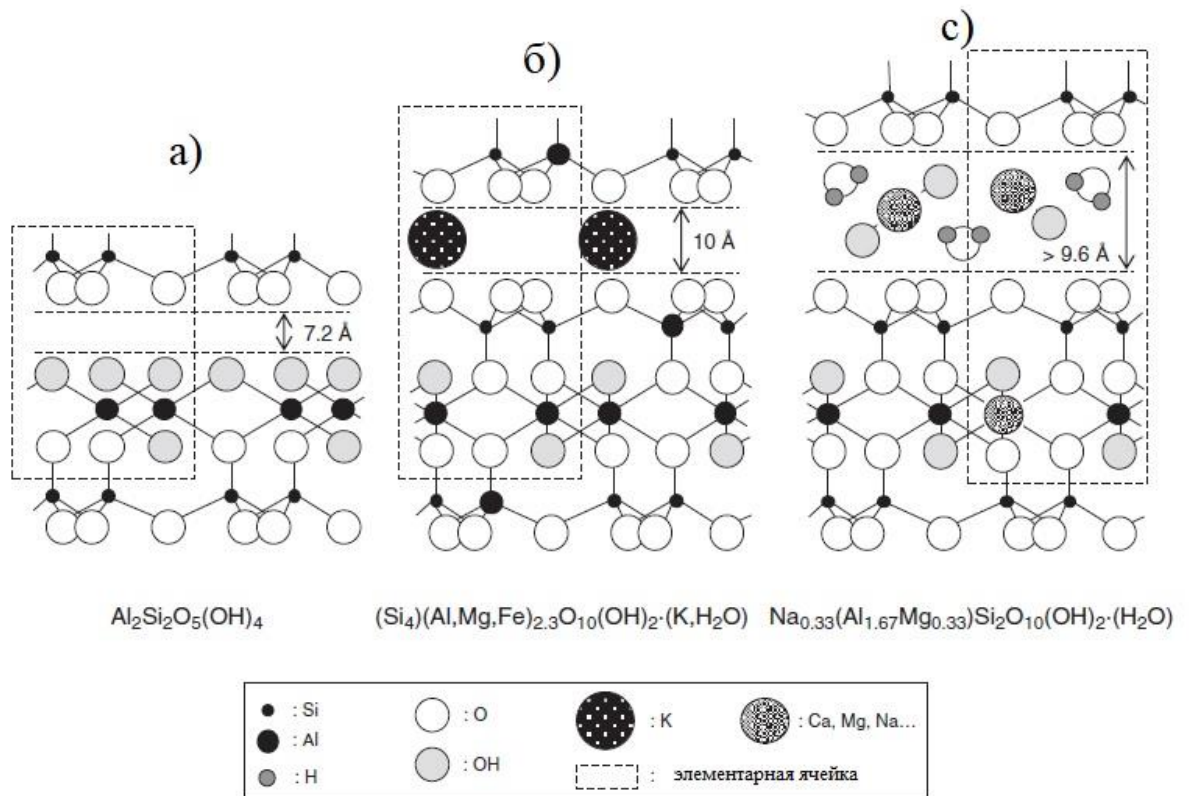 а)
б)
с)
7.2 Å
10 Å
> 9.6 Å
Al₂Si₂O₅(OH)₄
(Si₄)(Al,Mg,Fe)₂.₃O₁₀(OH)₂·(K,H₂O)
Na₀.₃₃(Al₁.₆₇Mg₀.₃₃)Si₂O₁₀(OH)₂·(H₂O)
: Si
: Al
: H
: O
: OH
: K
: Ca, Mg, Na...
: элементарная ячейка